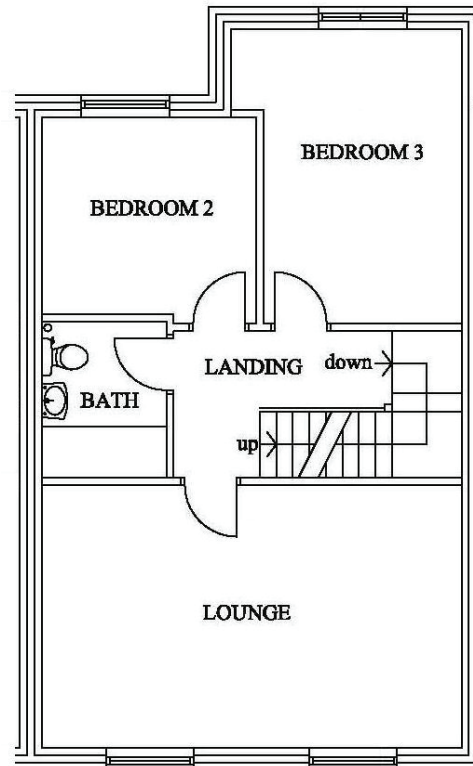 BEDROOM 3
BEDROOM 2
LANDING
down
BATH
up
LOUNGE